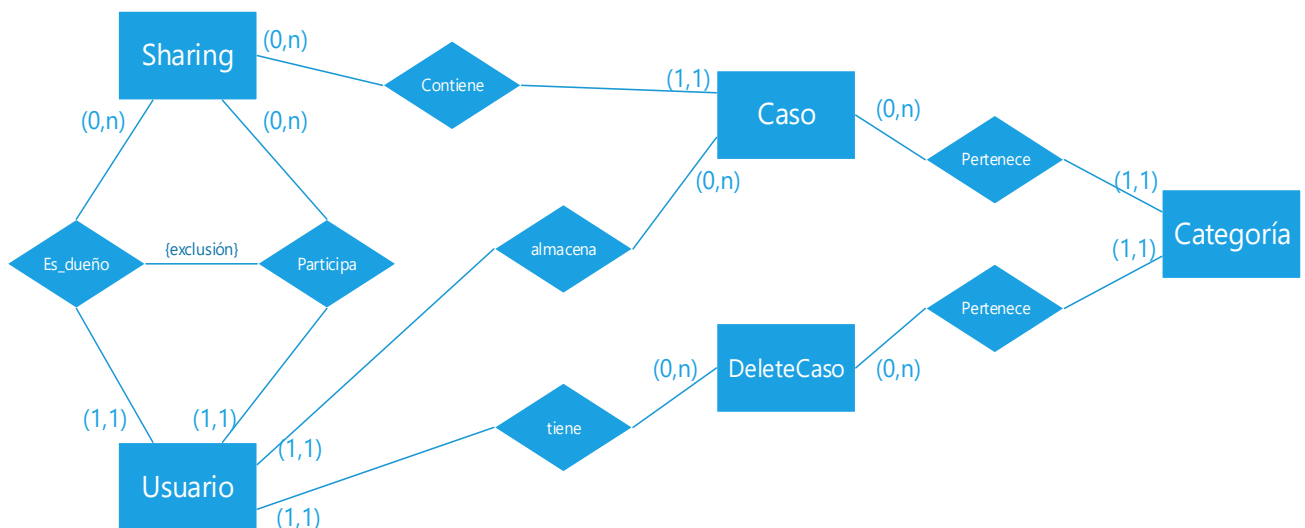 Sharing
(0,n)
Contiene
(1,1)
Caso
(0,n)
(0,n)
(0,n)
Pertenece
(0,n)
(1,1)
Categoría
Es_dueño
{exclusión}
Participa
almacena
(1,1)
Pertenece
DeleteCaso
(0,n)
(0,n)
(1,1)
(1,1)
(1,1)
tiene
Usuario
(1,1)